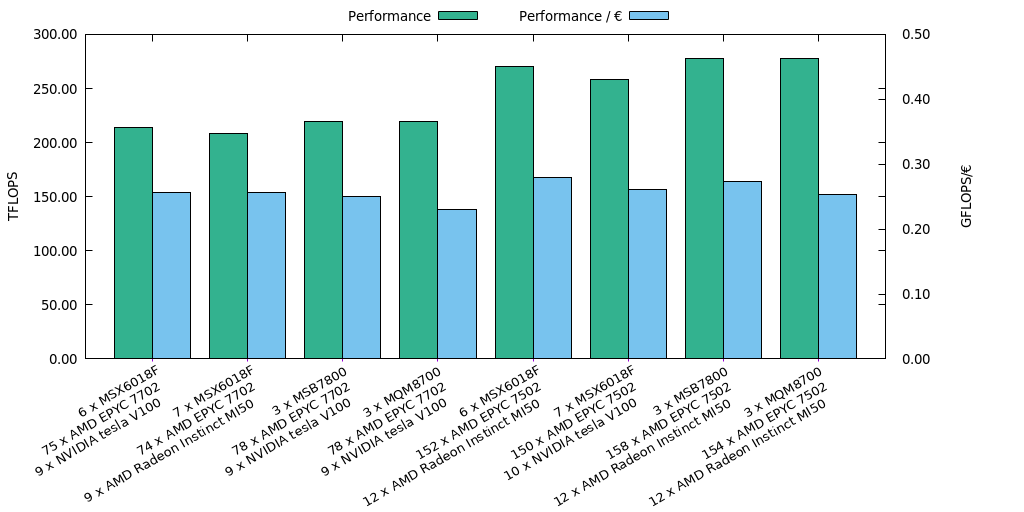 Performance
Performance / €
300.00
250.00
200.00
150.00
100.00
50.00
0.00
TFLOPS
0.50
0.40
0.30
0.20
0.10
0.00
GFLOPS/€
6 x MSX6018F
75 x AMD EPYC 7702
9 x NVIDIA tesla V100
7 x MSX6018F
74 x AMD EPYC 7702
9 x AMD Radeon Instinct MI50
3 x MSB7800
78 x AMD EPYC 7702
9 x NVIDIA tesla V100
3 x MQM8700
78 x AMD EPYC 7702
9 x NVIDIA tesla V100
6 x MSX6018F
152 x AMD EPYC 7502
12 x AMD Radeon Instinct MI50
7 x MSX6018F
150 x AMD EPYC 7502
10 x NVIDIA tesla V100
3 x MSB7800
158 x AMD EPYC 7502
12 x AMD Radeon Instinct MI50
3 x MQM8700
154 x AMD EPYC 7502
12 x AMD Radeon Instinct MI50